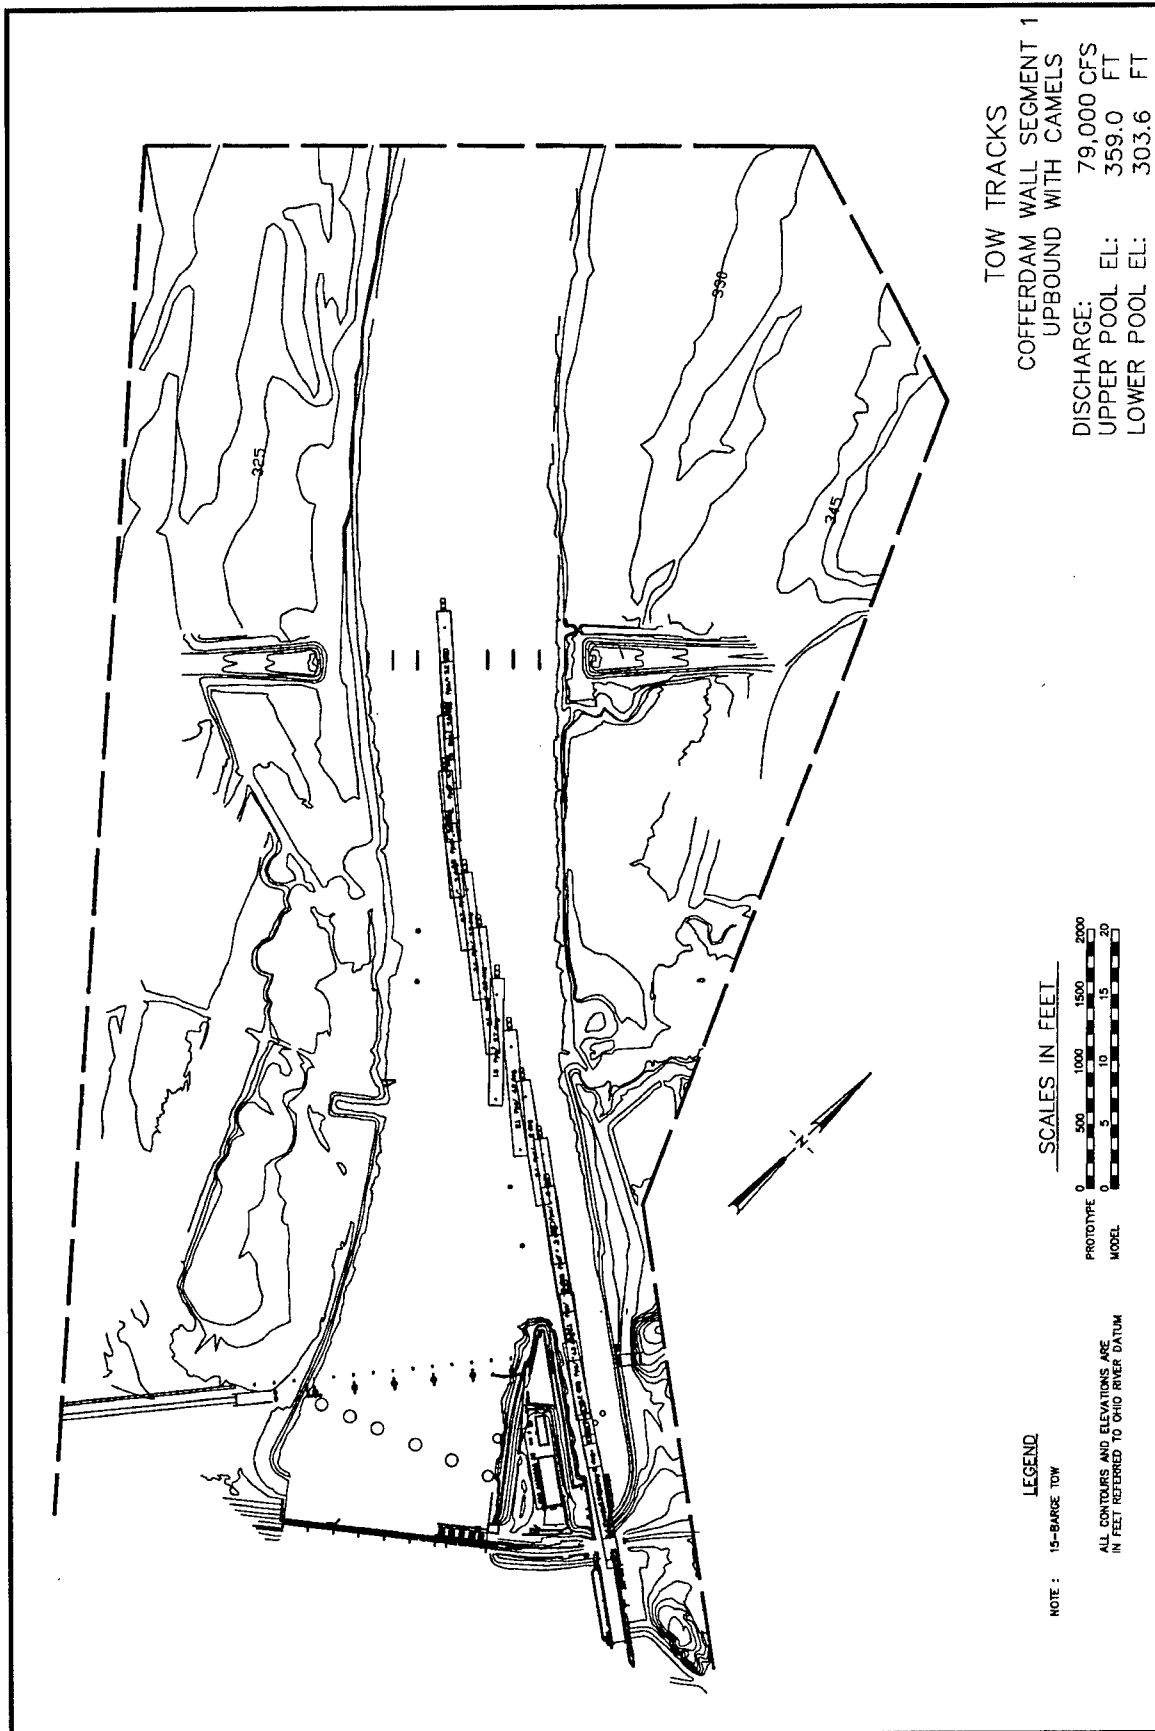 TOW TRACKS
COFFERDAM WALL SEGMENT 1
UPBOUND WITH CAMELS
DISCHARGE: 79,000 CFS
UPPER POOL EL: 359.0 FT
LOWER POOL EL: 303.6 FT
325
330
345
N
SCALES IN FEET
PROTOTYPE 0 500 1000 1500 2000
MODEL 0 5 10 15 20
LEGEND
NOTE: 15-BARGE TOW
ALL CONTOURS AND ELEVATIONS ARE
IN FEET REFERRED TO OHIO RIVER DATUM